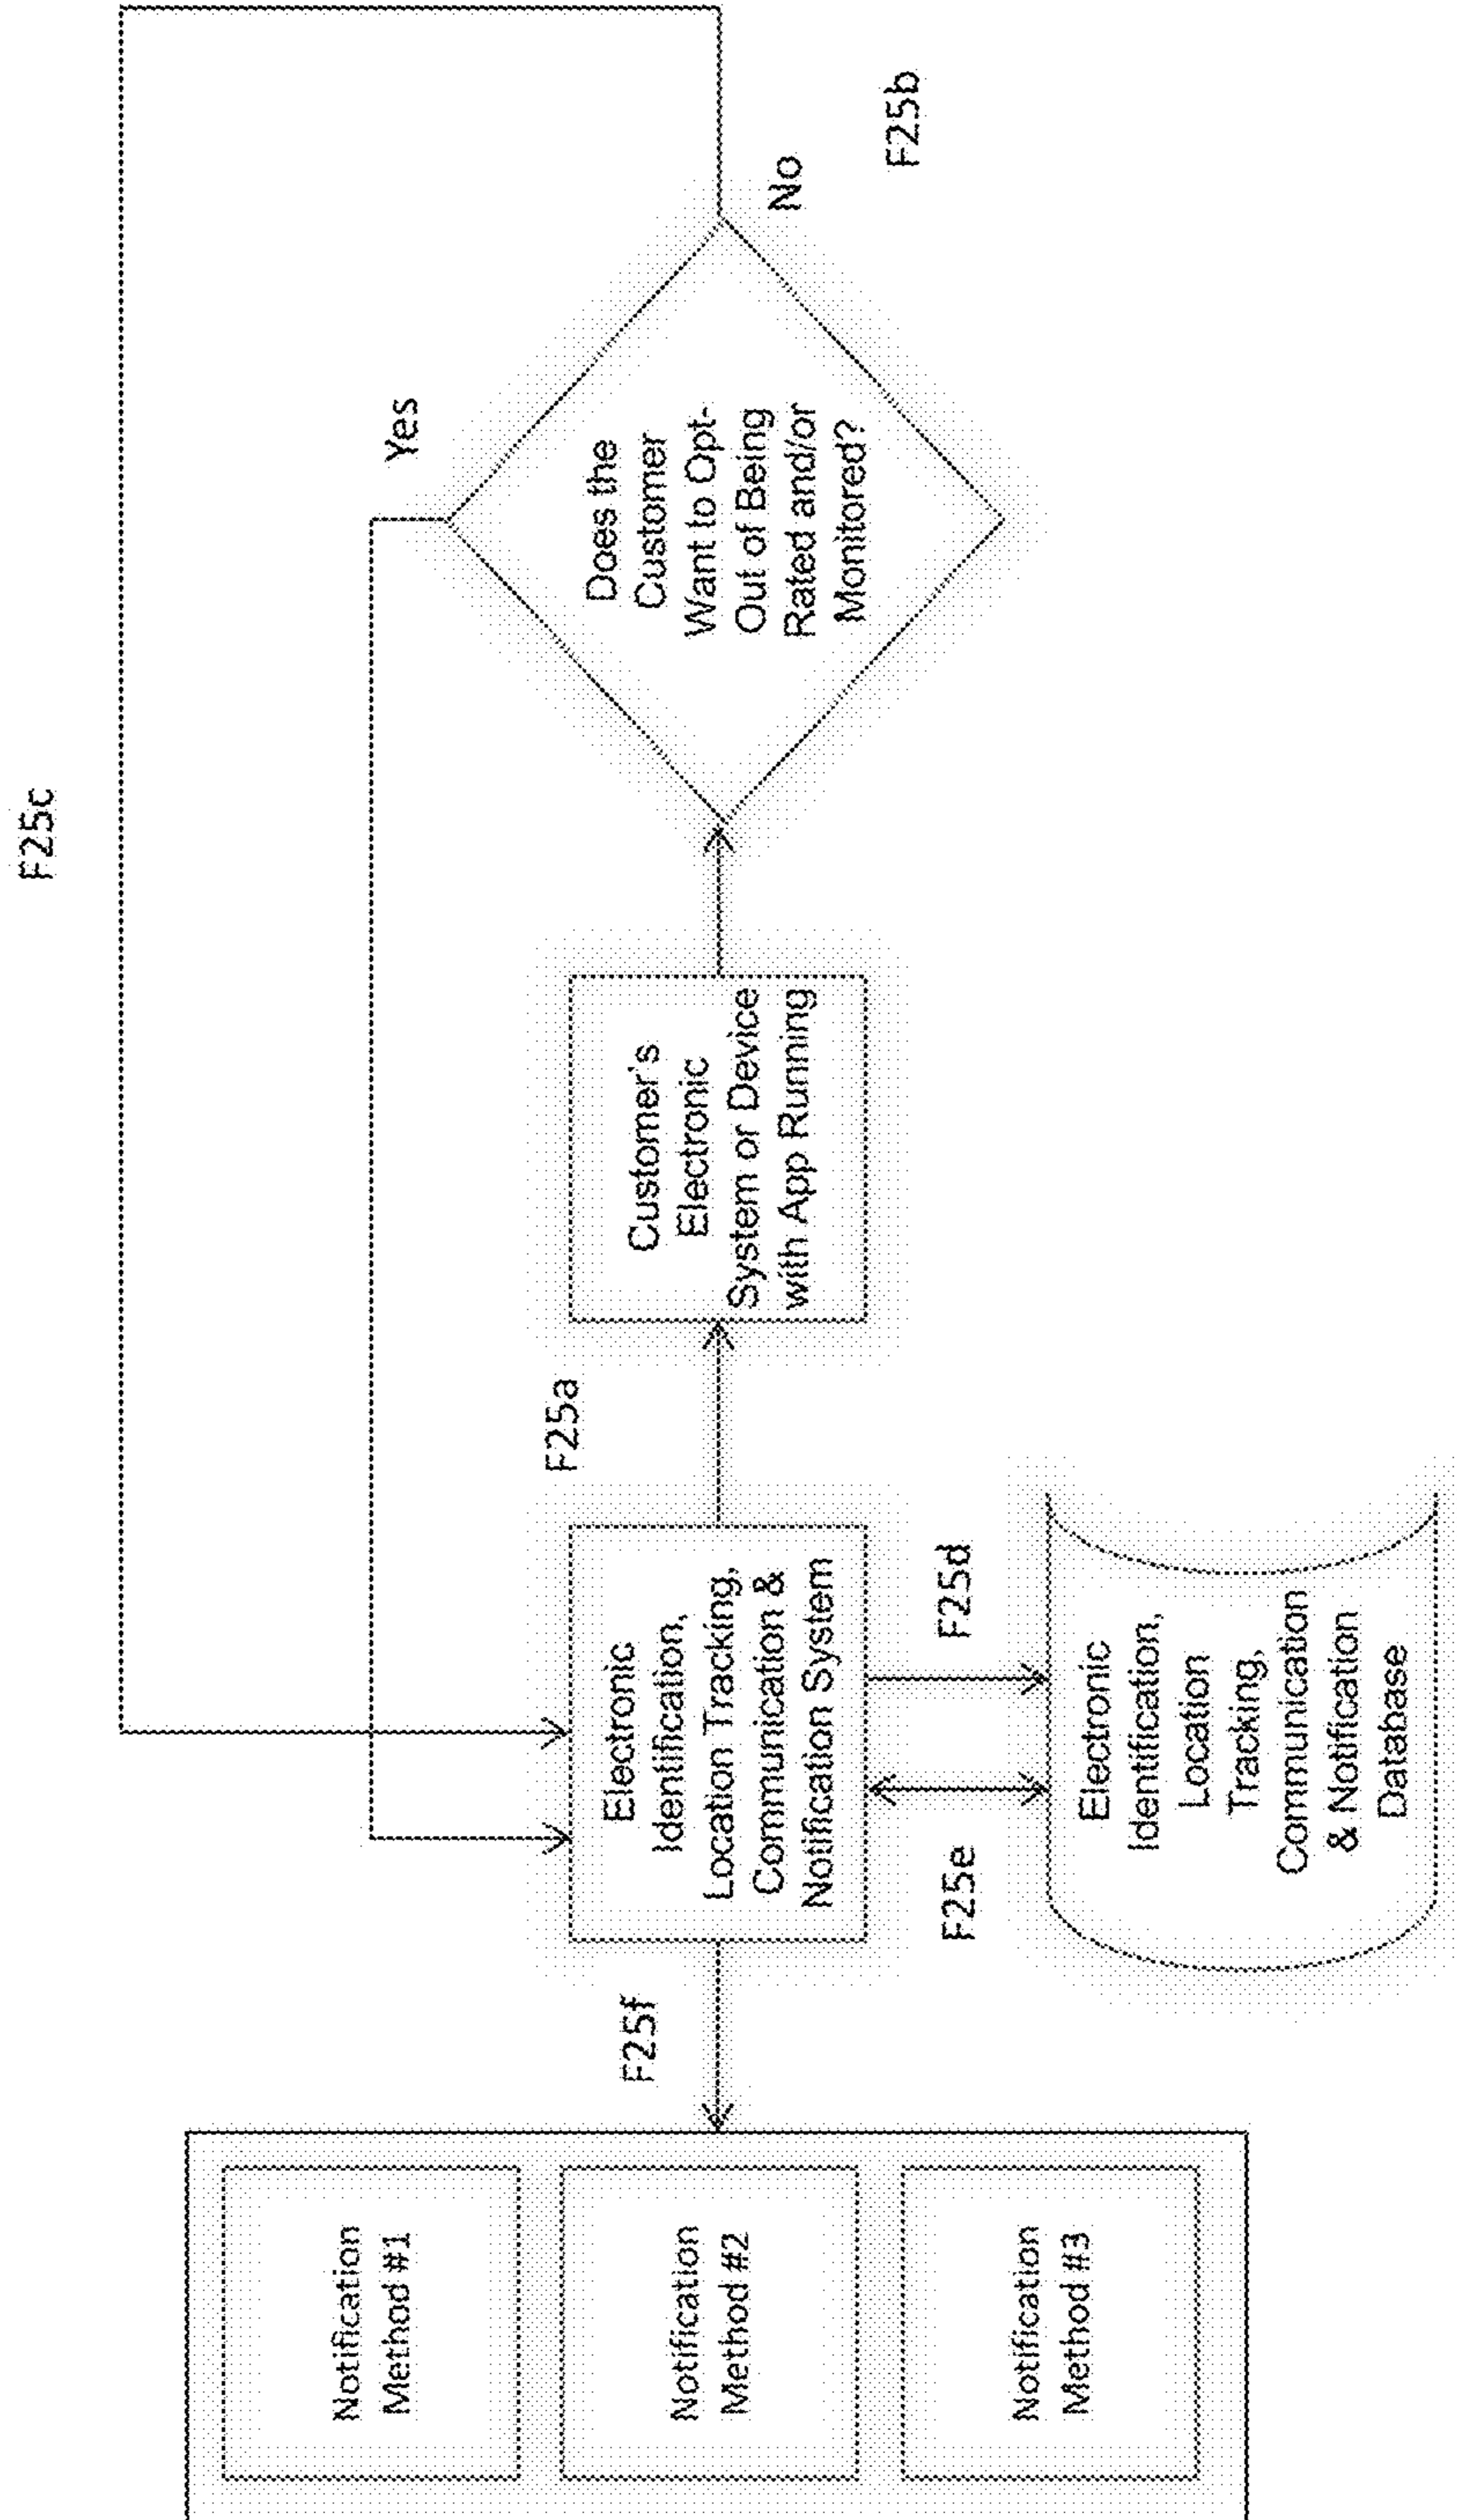 F25c
Yes
No
F25b
Does the
Customer
Want to Opt-
Out of Being
Rated and/or
Monitored?
Customer's
Electronic
System or Device
with App Running
F25a
Electronic
Identification,
Location Tracking,
Communication &
Notification System
F25d
F25e
Electronic
Identification,
Location
Tracking,
Communication
& Notification
Database
F25f
Notification
Method #1
Notification
Method #2
Notification
Method #3